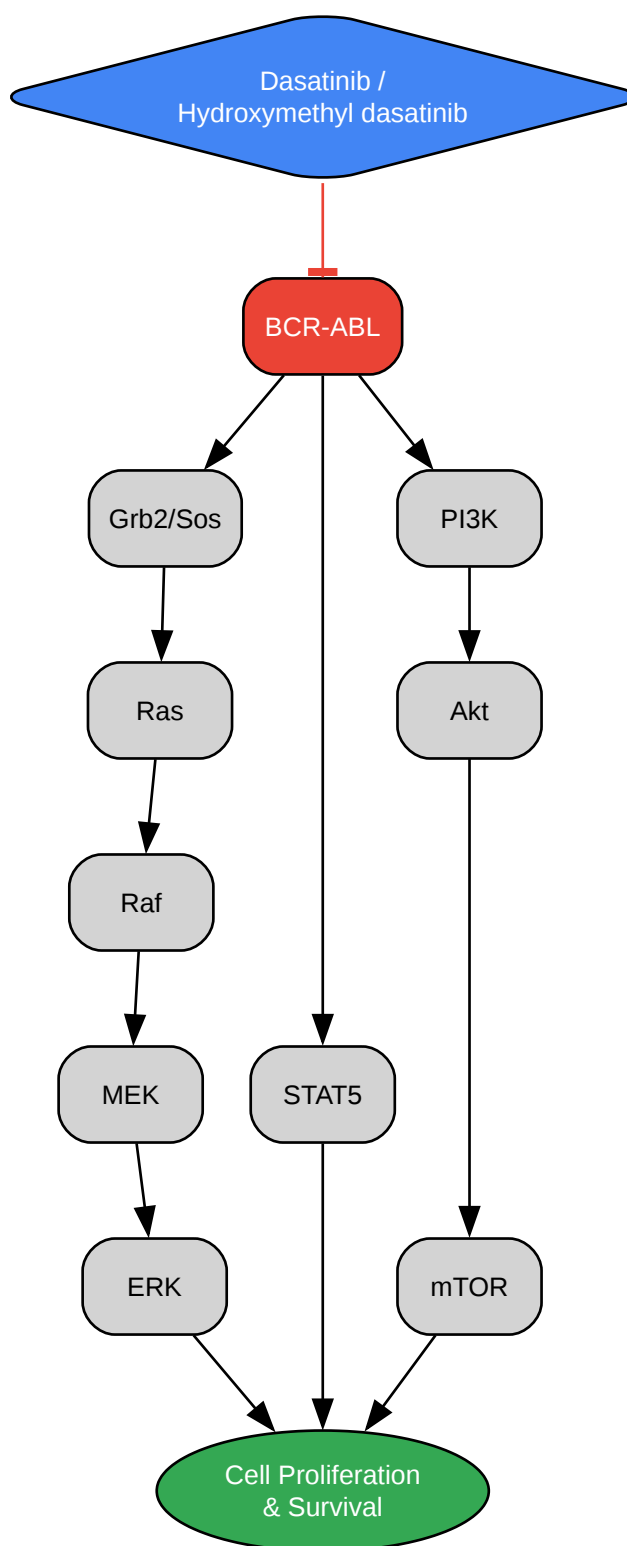 Dasatinib /
Hydroxymethyl dasatinib
BCR-ABL
Grb2/Sos
PI3K
Ras
Akt
Raf
MEK
STAT5
ERK
mTOR
Cell Proliferation
& Survival